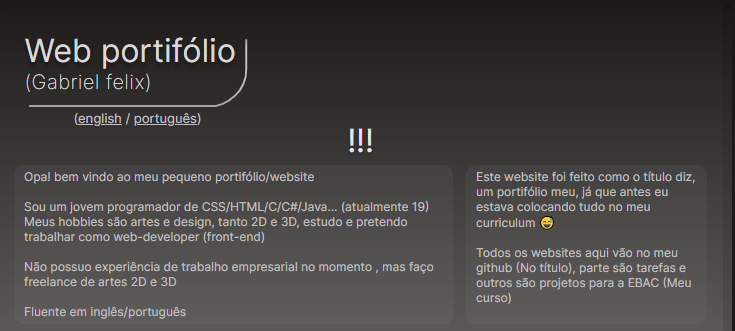 Web portifólio
(Gabriel felix)
(english / português)
!!!
Opal bem vindo ao meu pequeno portifólio/website
Sou um jovem programador de CSS/HTML/C/C#/Java... (atualmente 19)
Meus hobbies são artes e design, tanto 2D e 3D, estudo e pretendo
trabalhar como web-developer (front-end)
Não possuo experiência de trabalho empresarial no momento , mas faço
freelance de artes 2D e 3D
Fluente em inglês/português
Este website foi feito como o título diz,
um portifólio meu, já que antes eu
estava colocando tudo no meu
curriculum 😅
Todos os websites aqui vão no meu
github (No título), parte são tarefas e
outros são projetos para a EBAC (Meu
curso)